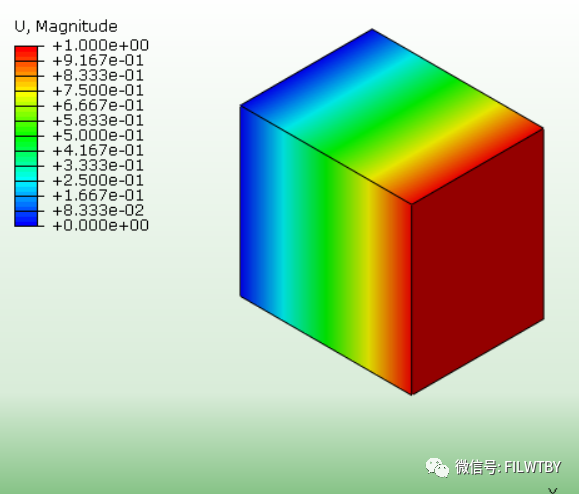 U, Magnitude
+1.000e+00
+9.167e-01
+8.333e-01
+7.500e-01
+6.667e-01
+5.833e-01
+5.000e-01
+4.167e-01
+3.333e-01
+2.500e-01
+1.667e-01
+8.333e-02
+0.000e+00
微信号: FILWTBY